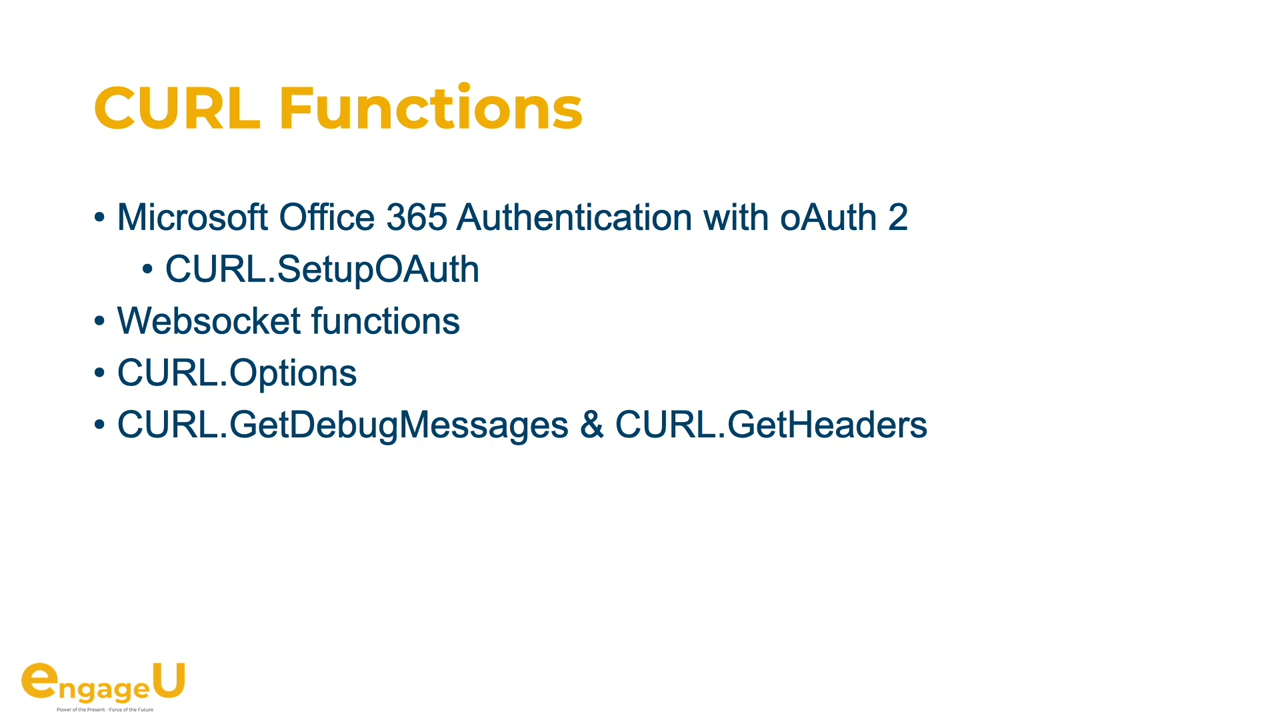 CURL Functions
• Microsoft Office 365 Authentication with oAuth 2
• CURL.SetupOAuth
• Websocket functions
• CURL.Options
• CURL.GetDebugMessages & CURL.GetHeaders
engageU
Power of the Present - Force of the Future